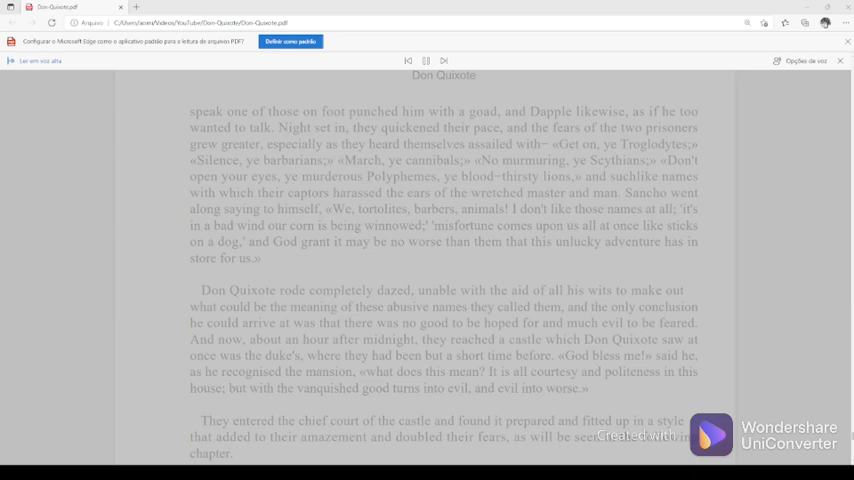 Don-Quixote.pdf
Arquivo | C:/Users/acers/Videos/YouTube/Don-Quixote/Don-Quixote.pdf
Configurar o Microsoft Edge como o aplicativo padrão para a leitura de arquivos PDF? Definir como padrão
Ler em voz alta Opções de voz
Don Quixote
speak one of those on foot punched him with a goad, and Dapple likewise, as if he too
wanted to talk. Night set in, they quickened their pace, and the fears of the two prisoners
grew greater, especially as they heard themselves assailed with− «Get on, ye Troglodytes;»
«Silence, ye barbarians;» «March, ye cannibals;» «No murmuring, ye Scythians;» «Don't
open your eyes, ye murderous Polyphemes, ye blood−thirsty lions,» and suchlike names
with which their captors harassed the ears of the wretched master and man. Sancho went
along saying to himself, «We, tortolites, barbers, animals! I don't like those names at all; 'it's
in a bad wind our corn is being winnowed;' 'misfortune comes upon us all at once like sticks
on a dog,' and God grant it may be no worse than them that this unlucky adventure has in
store for us.»
Don Quixote rode completely dazed, unable with the aid of all his wits to make out
what could be the meaning of these abusive names they called them, and the only conclusion
he could arrive at was that there was no good to be hoped for and much evil to be feared.
And now, about an hour after midnight, they reached a castle which Don Quixote saw at
once was the duke's, where they had been but a short time before. «God bless me!» said he,
as he recognised the mansion, «what does this mean? It is all courtesy and politeness in this
house; but with the vanquished good turns into evil, and evil into worse.»
They entered the chief court of the castle and found it prepared and fitted up in a style
that added to their amazement and doubled their fears, as will be seen
chapter.
Created with Wondershare
UniConverter